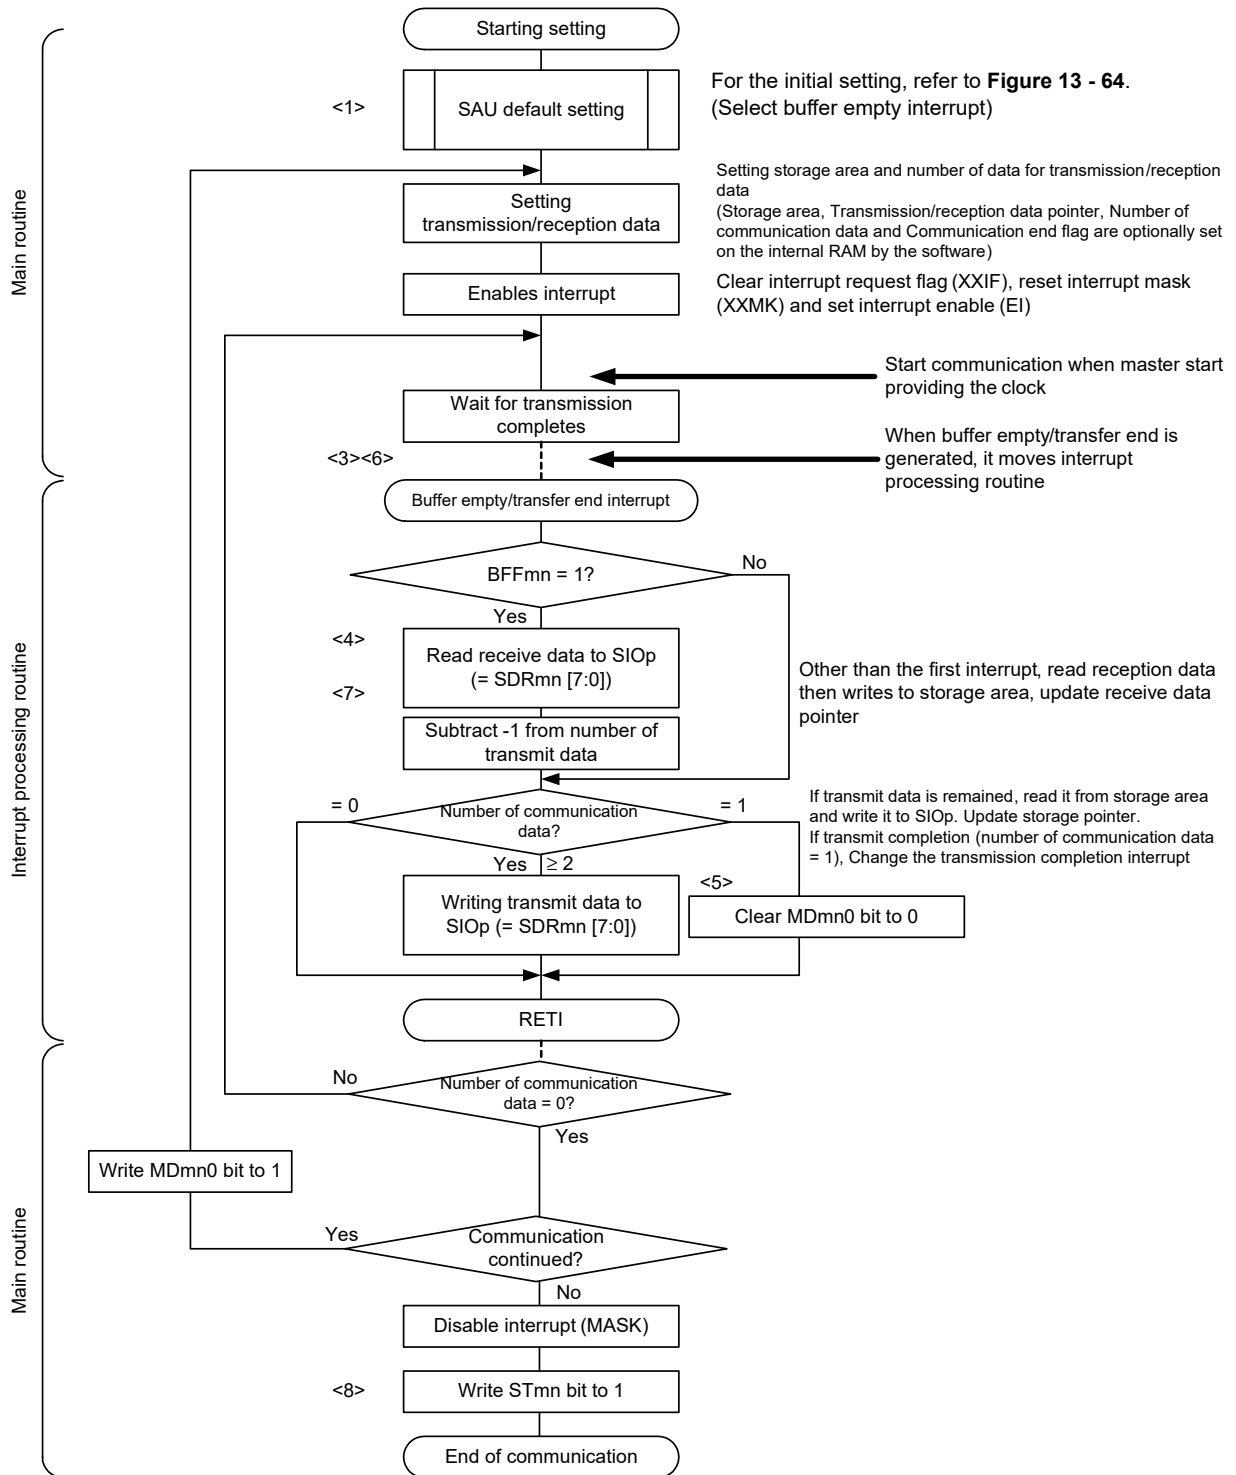 Starting setting
<1>
SAU default setting
For the initial setting, refer to Figure 13 - 64.
(Select buffer empty interrupt)
Main routine
Setting
transmission/reception data
Setting storage area and number of data for transmission/reception
data
(Storage area, Transmission/reception data pointer, Number of
communication data and Communication end flag are optionally set
on the internal RAM by the software)
Enables interrupt
Clear interrupt request flag (XXIF), reset interrupt mask
(XXMK) and set interrupt enable (EI)
Start communication when master start
providing the clock
Wait for transmission
completes
<3><6>
When buffer empty/transfer end is
generated, it moves interrupt
processing routine
Buffer empty/transfer end interrupt
Interrupt processing routine
BFFmn = 1?
No
Yes
<4>
Read receive data to SIOp
(= SDRmn [7:0])
<7>
Other than the first interrupt, read reception data
then writes to storage area, update receive data
pointer
Subtract -1 from number of
transmit data
= 0
Number of communication
data?
= 1
If transmit data is remained, read it from storage area
and write it to SIOp. Update storage pointer.
If transmit completion (number of communication data
= 1), Change the transmission completion interrupt
Yes ≥ 2
<5>
Writing transmit data to
SIOp (= SDRmn [7:0])
Clear MDmn0 bit to 0
RETI
Main routine
No
Number of communication
data = 0?
Yes
Write MDmn0 bit to 1
Yes
Communication
continued?
No
Disable interrupt (MASK)
<8>
Write STmn bit to 1
End of communication